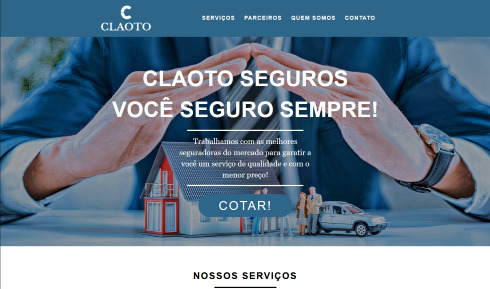 CLAOTO
SERVIÇOS PARCEIROS QUEM SOMOS CONTATO
CLAOTO SEGUROS
VOCÊ SEGURO SEMPRE!
Trabalhamos com as melhores
seguradoras do mercado para garatir a
você um serviço de qualidade e com o
menor preço!
COTAR!
NOSSOS SERVIÇOS